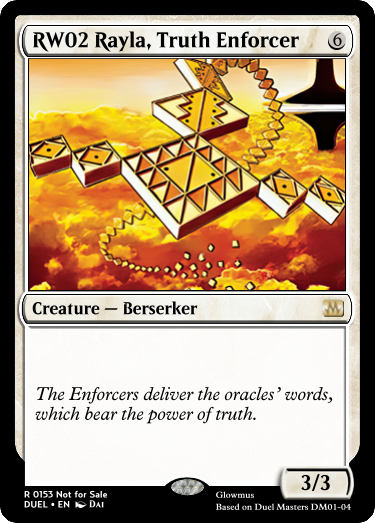 RW02 Rayla, Truth Enforcer 6
Creature — Berserker
The Enforcers deliver the oracles' words,
which bear the power of truth.
3/3
R 0153 Not for Sale
DUEL • EN Dai
Glowmus
Based on Duel Masters DM01-04